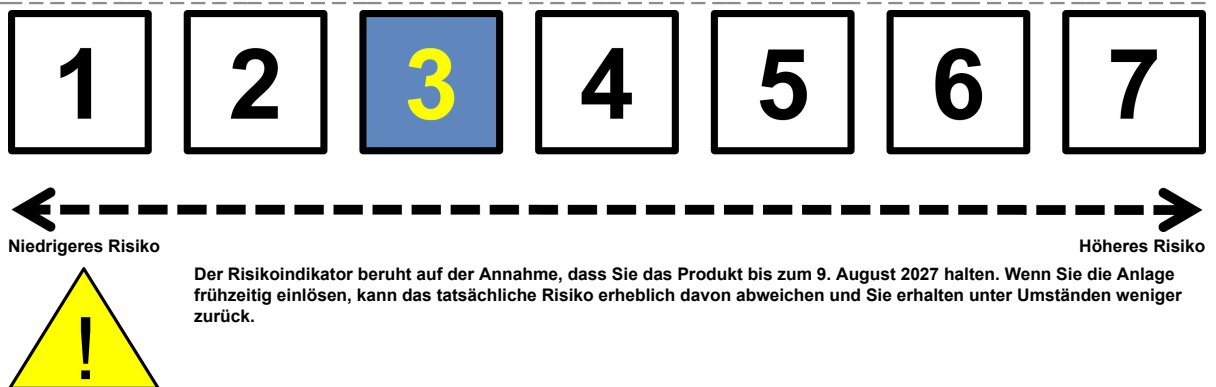 1 2 3 4 5 6 7
Niedrigeres Risiko Höheres Risiko
Der Risikoindikator beruht auf der Annahme, dass Sie das Produkt bis zum 9. August 2027 halten. Wenn Sie die Anlage
frühzeitig einlösen, kann das tatsächliche Risiko erheblich davon abweichen und Sie erhalten unter Umständen weniger
zurück.
!